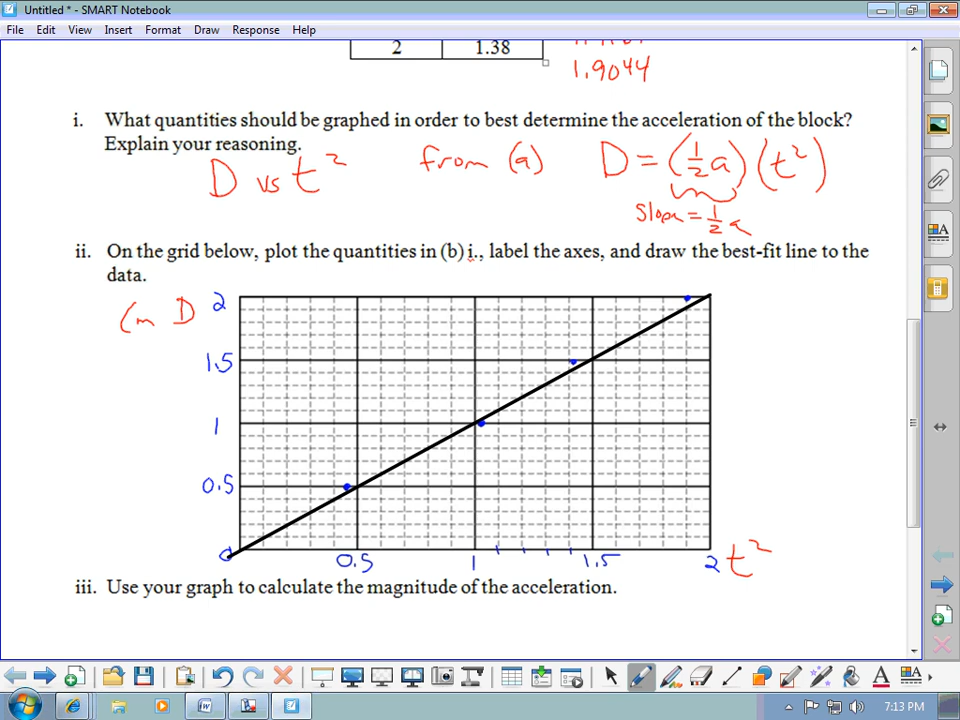 Untitled * - SMART Notebook
File Edit View Insert Format Draw Response Help
2 1.38
1.9044
i. What quantities should be graphed in order to best determine the acceleration of the block?
Explain your reasoning.
D vs t² from (a) D = (½a)(t²)
Slope = ½a
ii. On the grid below, plot the quantities in (b) i., label the axes, and draw the best-fit line to the
data.
(m D
2
1.5
1
0.5
0 0.5 1 1.5 2 t²
iii. Use your graph to calculate the magnitude of the acceleration.
7:13 PM